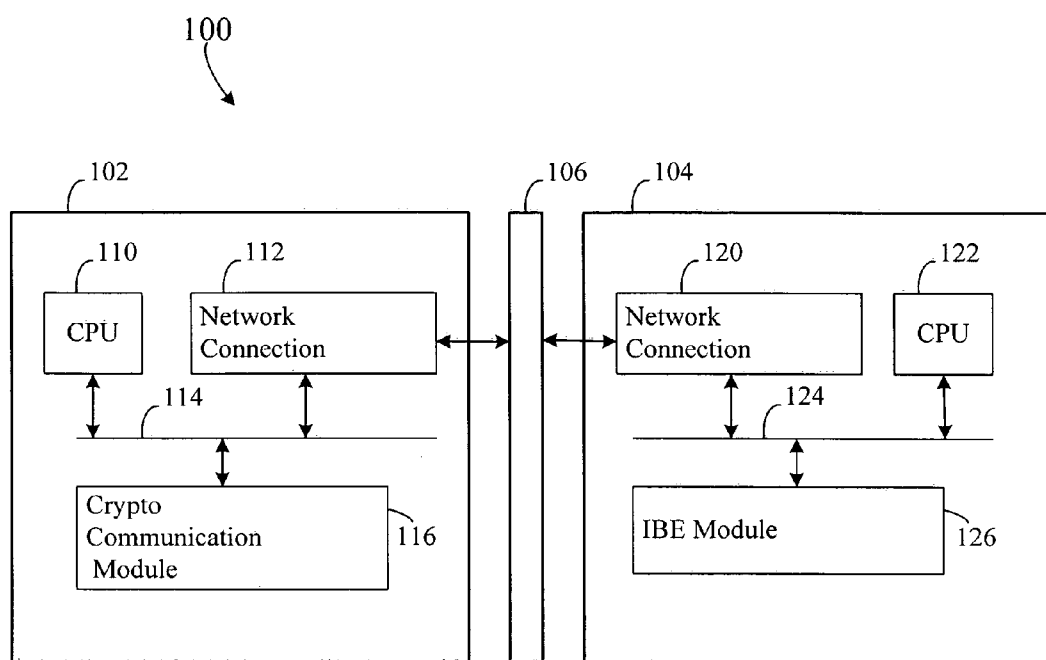 100
102
106
104
110
112
120
122
CPU
Network
Connection
Network
Connection
CPU
114
124
Crypto
Communication
Module
116
IBE Module
126